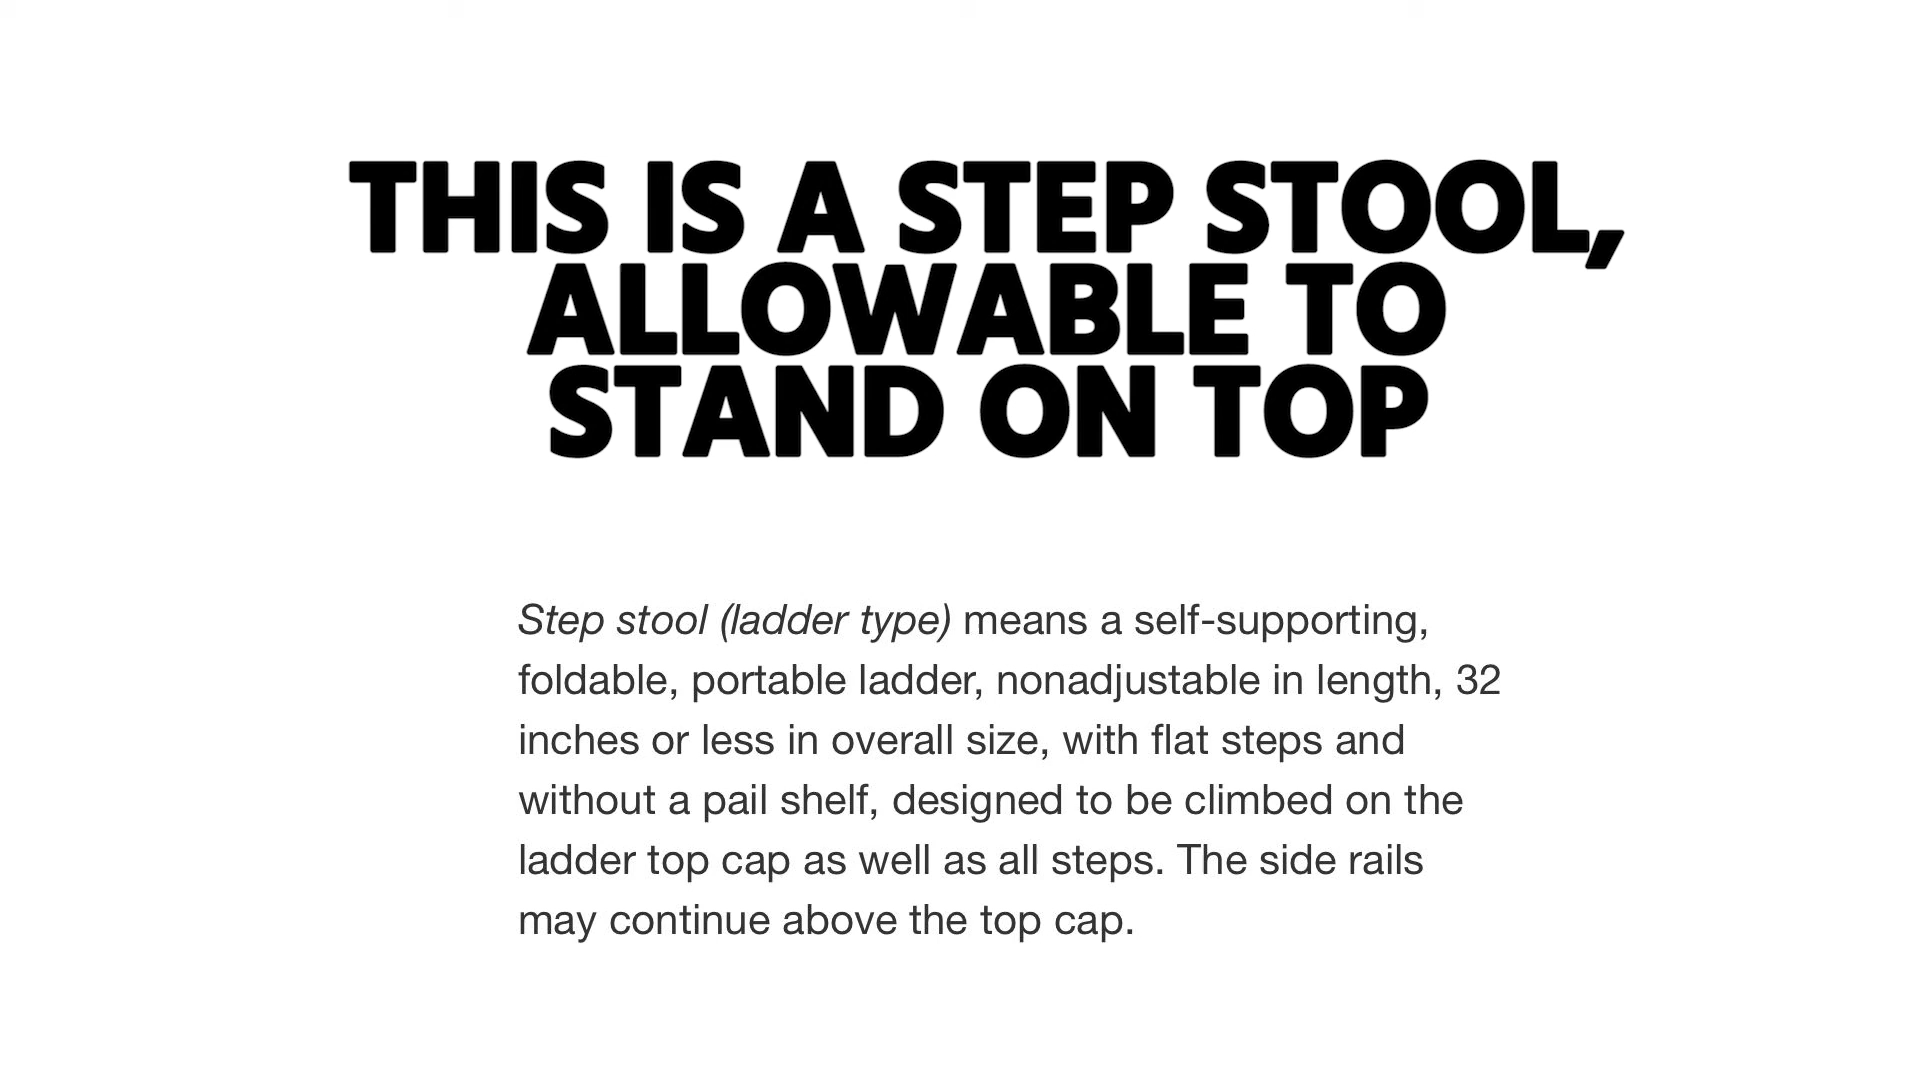 THIS IS A STEP STOOL,
ALLOWABLE TO
STAND ON TOP
Step stool (ladder type) means a self-supporting,
foldable, portable ladder, nonadjustable in length, 32
inches or less in overall size, with flat steps and
without a pail shelf, designed to be climbed on the
ladder top cap as well as all steps. The side rails
may continue above the top cap.